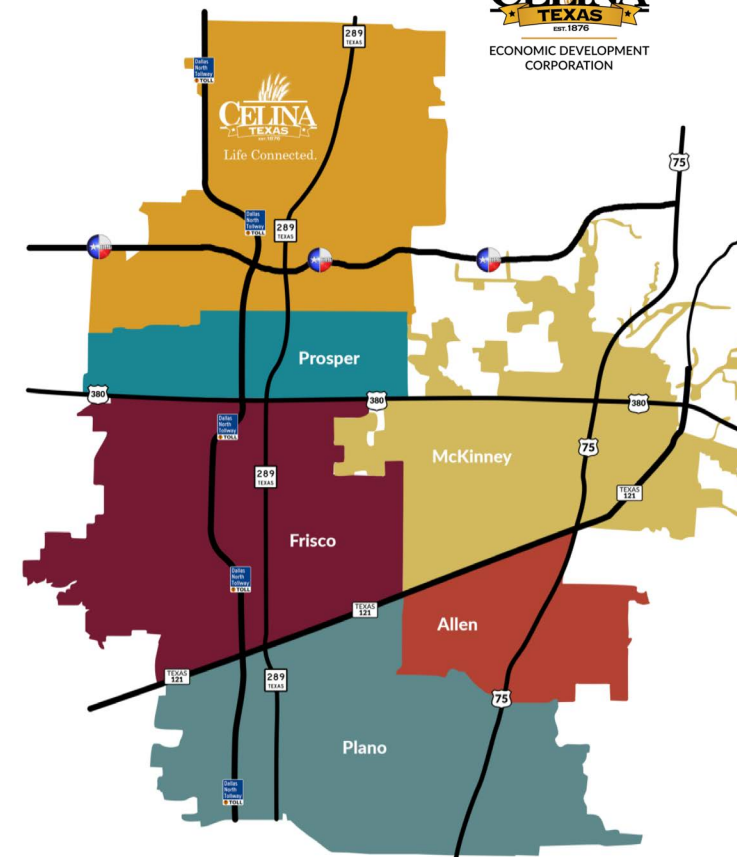 TEXAS
EST.1876
ECONOMIC DEVELOPMENT
CORPORATION
289
TEXAS
Dallas
North
Tollway
TOLL
CELINA
TEXAS
EST. 1876
Life Connected.
75
Dallas
North
Tollway
TOLL
289
TEXAS
Prosper
380
380
380
Dallas
North
Tollway
TOLL
75
McKinney
289
TEXAS
TEXAS
121
Frisco
Dallas
North
Tollway
TOLL
TEXAS
121
Allen
TEXAS
121
289
TEXAS
75
Plano
Dallas
North
Tollway
TOLL